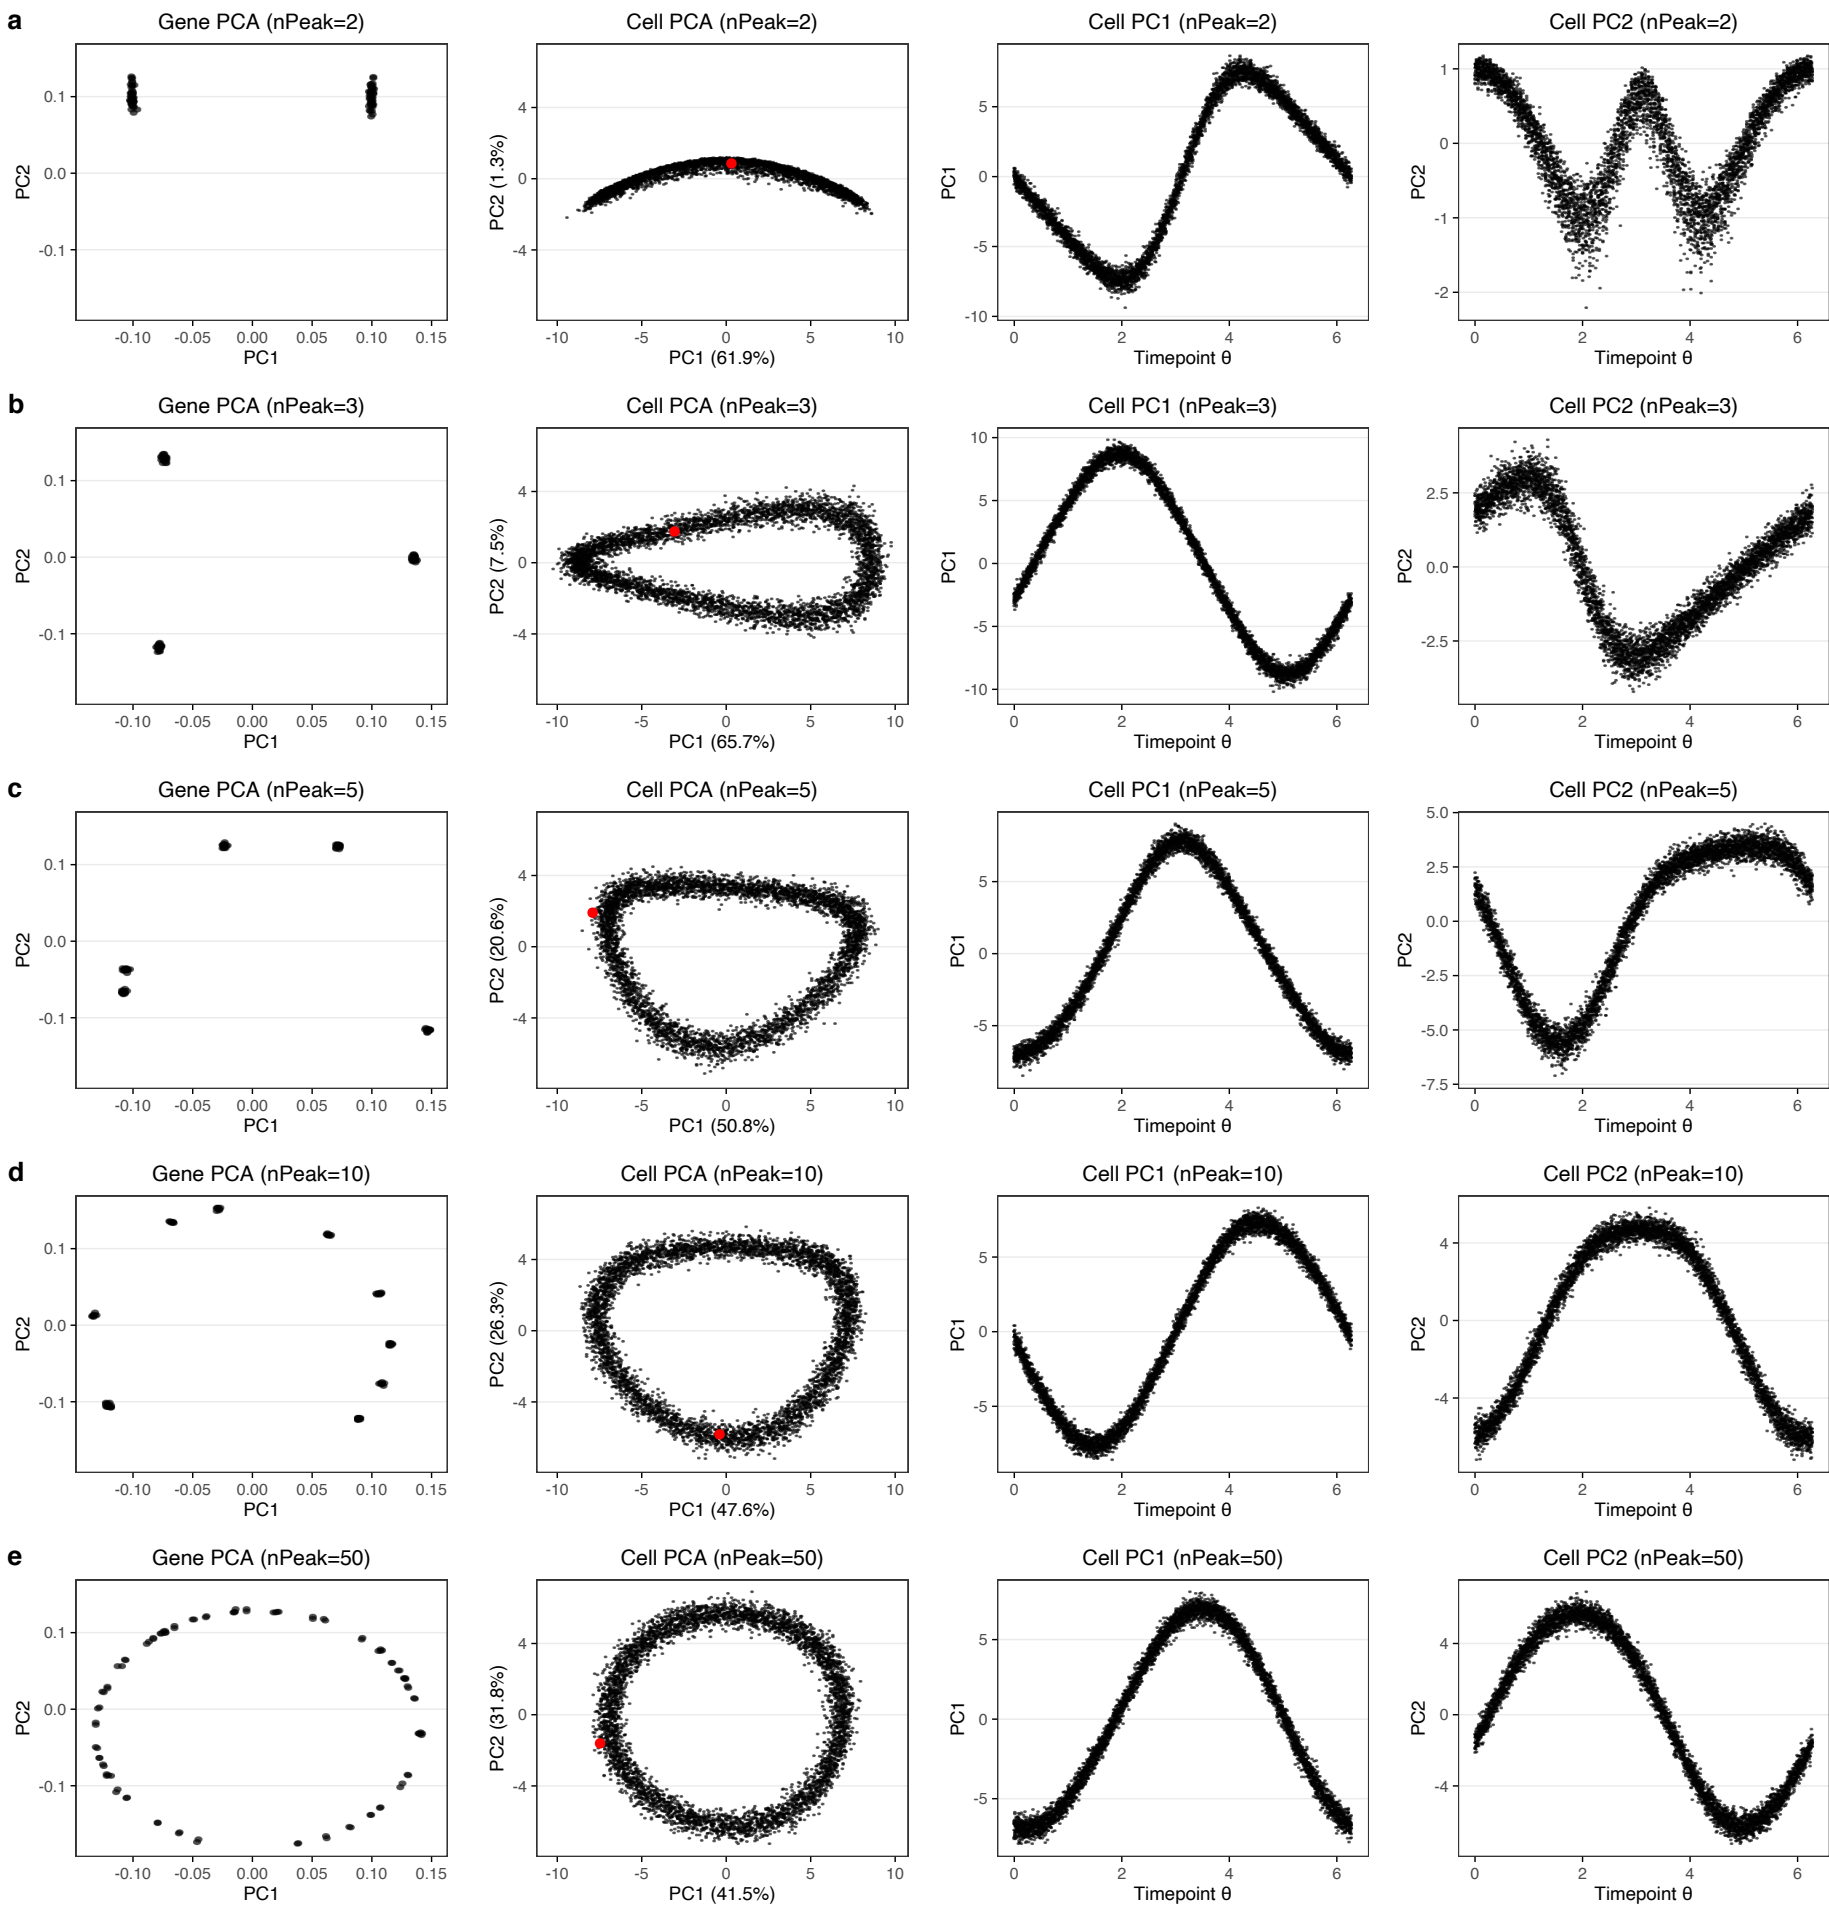 a
Gene PCA (nPeak=2)
Cell PCA (nPeak=2)
Cell PC1 (nPeak=2)
Cell PC2 (nPeak=2)
PC2
0.1
0.0
-0.1
-0.10 -0.05 0.00 0.05 0.10 0.15
PC1
PC2 (1.3%)
4
0
-4
-10 -5 0 5 10
PC1 (61.9%)
PC1
5
0
-5
-10
0 2 4 6
Timepoint θ
PC2
1
0
-1
-2
0 2 4 6
Timepoint θ
b
Gene PCA (nPeak=3)
Cell PCA (nPeak=3)
Cell PC1 (nPeak=3)
Cell PC2 (nPeak=3)
PC2
0.1
0.0
-0.1
-0.10 -0.05 0.00 0.05 0.10 0.15
PC1
PC2 (7.5%)
4
0
-4
-10 -5 0 5 10
PC1 (65.7%)
PC1
10
5
0
-5
-10
0 2 4 6
Timepoint θ
PC2
2.5
0.0
-2.5
0 2 4 6
Timepoint θ
c
Gene PCA (nPeak=5)
Cell PCA (nPeak=5)
Cell PC1 (nPeak=5)
Cell PC2 (nPeak=5)
PC2
0.1
0.0
-0.1
-0.10 -0.05 0.00 0.05 0.10 0.15
PC1
PC2 (20.6%)
4
0
-4
-10 -5 0 5 10
PC1 (50.8%)
PC1
5
0
-5
0 2 4 6
Timepoint θ
PC2
5.0
2.5
0.0
-2.5
-5.0
-7.5
0 2 4 6
Timepoint θ
d
Gene PCA (nPeak=10)
Cell PCA (nPeak=10)
Cell PC1 (nPeak=10)
Cell PC2 (nPeak=10)
PC2
0.1
0.0
-0.1
-0.10 -0.05 0.00 0.05 0.10 0.15
PC1
PC2 (26.3%)
4
0
-4
-10 -5 0 5 10
PC1 (47.6%)
PC1
5
0
-5
0 2 4 6
Timepoint θ
PC2
4
0
-4
0 2 4 6
Timepoint θ
e
Gene PCA (nPeak=50)
Cell PCA (nPeak=50)
Cell PC1 (nPeak=50)
Cell PC2 (nPeak=50)
PC2
0.1
0.0
-0.1
-0.10 -0.05 0.00 0.05 0.10 0.15
PC1
PC2 (31.8%)
4
0
-4
-10 -5 0 5 10
PC1 (41.5%)
PC1
5
0
-5
0 2 4 6
Timepoint θ
PC2
4
0
-4
0 2 4 6
Timepoint θ